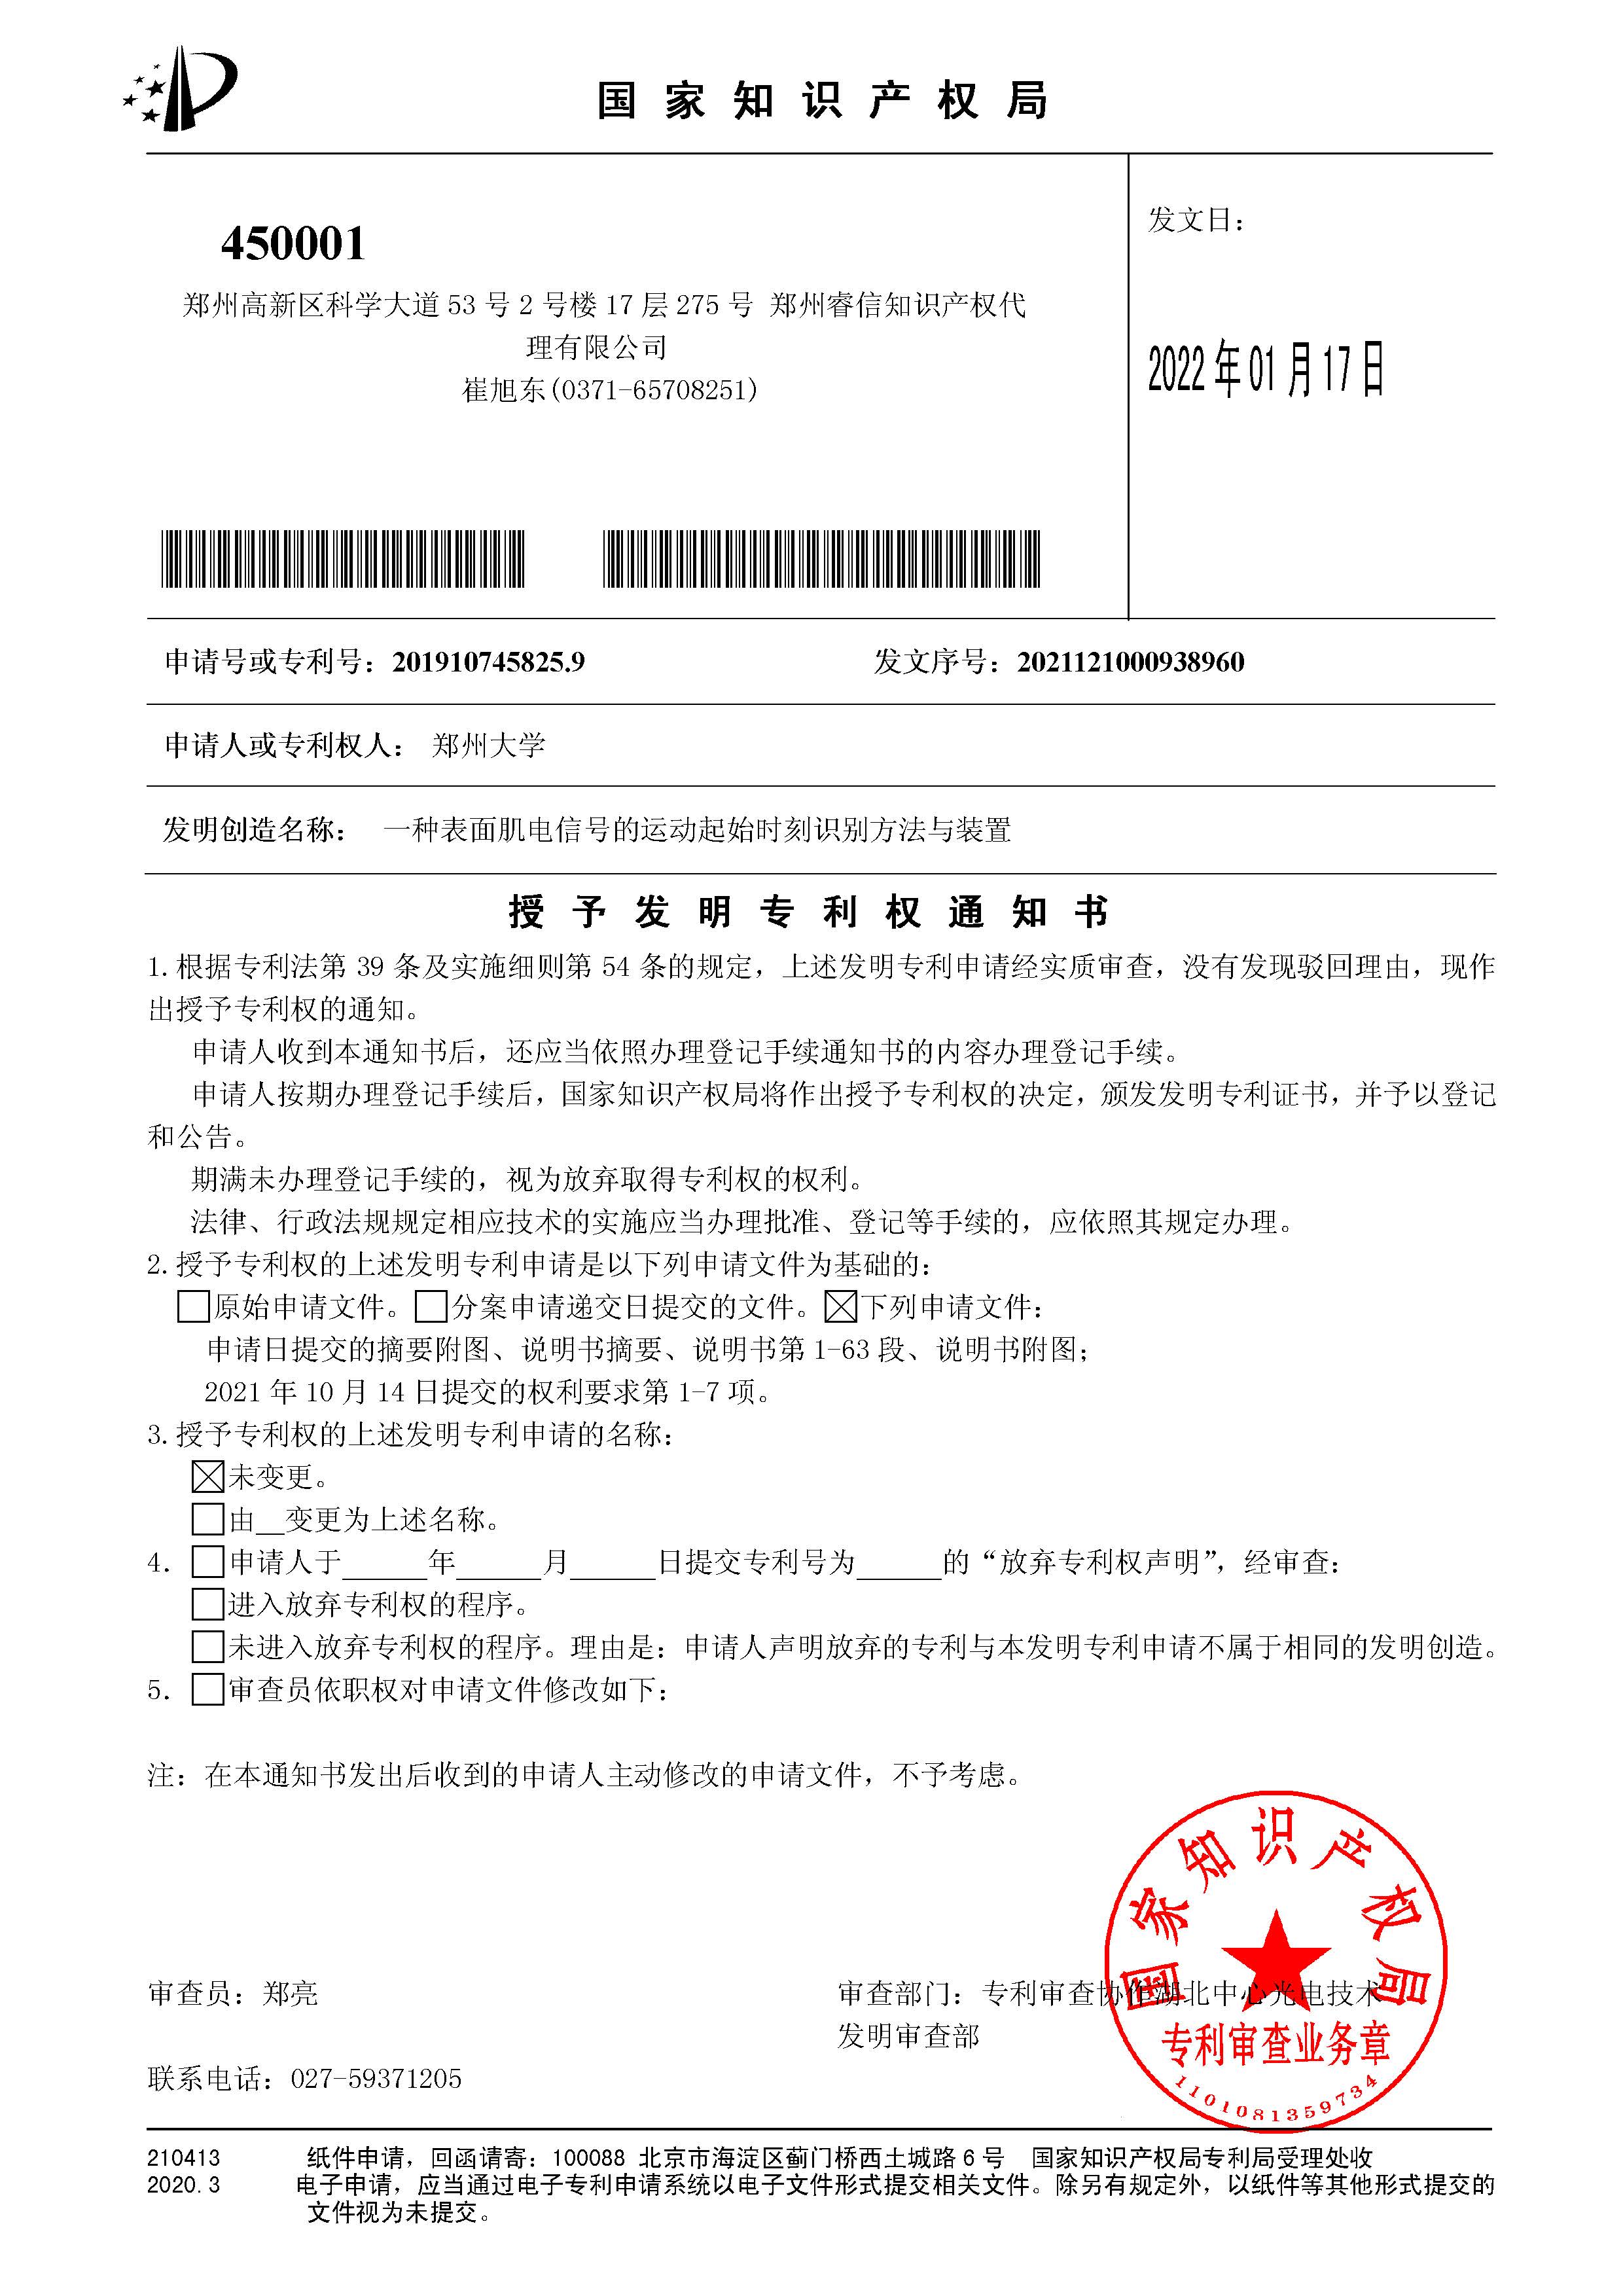 国家知识产权局
450001
郑州高新区科学大道 53 号 2 号楼 17 层 275 号 郑州睿信知识产权代
理有限公司
崔旭东(0371-65708251)
发文日：
2022 年 01 月 17 日
申请号或专利号：201910745825.9 发文序号：2021121000938960
申请人或专利权人： 郑州大学
发明创造名称： 一种表面肌电信号的运动起始时刻识别方法与装置
授予发明专利权通知书
1.根据专利法第 39 条及实施细则第 54 条的规定，上述发明专利申请经实质审查，没有发现驳回理由，现作
出授予专利权的通知。
申请人收到本通知书后，还应当依照办理登记手续通知书的内容办理登记手续。
申请人按期办理登记手续后，国家知识产权局将作出授予专利权的决定，颁发发明专利证书，并予以登记
和公告。
期满未办理登记手续的，视为放弃取得专利权的权利。
法律、行政法规规定相应技术的实施应当办理批准、登记等手续的，应依照其规定办理。
2.授予专利权的上述发明专利申请是以下列申请文件为基础的：
□原始申请文件。□分案申请递交日提交的文件。☒下列申请文件：
申请日提交的摘要附图、说明书摘要、说明书第 1-63 段、说明书附图；
2021 年 10 月 14 日提交的权利要求第 1-7 项。
3.授予专利权的上述发明专利申请的名称：
☒未变更。
□由__变更为上述名称。
4. □申请人于______年______月______日提交专利号为______的“放弃专利权声明”，经审查：
□进入放弃专利权的程序。
□未进入放弃专利权的程序。理由是：申请人声明放弃的专利与本发明专利申请不属于相同的发明创造。
5. □审查员依职权对申请文件修改如下：
注：在本通知书发出后收到的申请人主动修改的申请文件，不予考虑。
国家知识产权局
专利审查业务章
1101081359734
审查员：郑亮
审查部门：专利审查协作湖北中心光电技术
发明审查部
联系电话：027-59371205
210413 纸件申请，回函请寄：100088 北京市海淀区蓟门桥西土城路 6 号 国家知识产权局专利局受理处收
2020.3 电子申请，应当通过电子专利申请系统以电子文件形式提交相关文件。除另有规定外，以纸件等其他形式提交的
文件视为未提交。